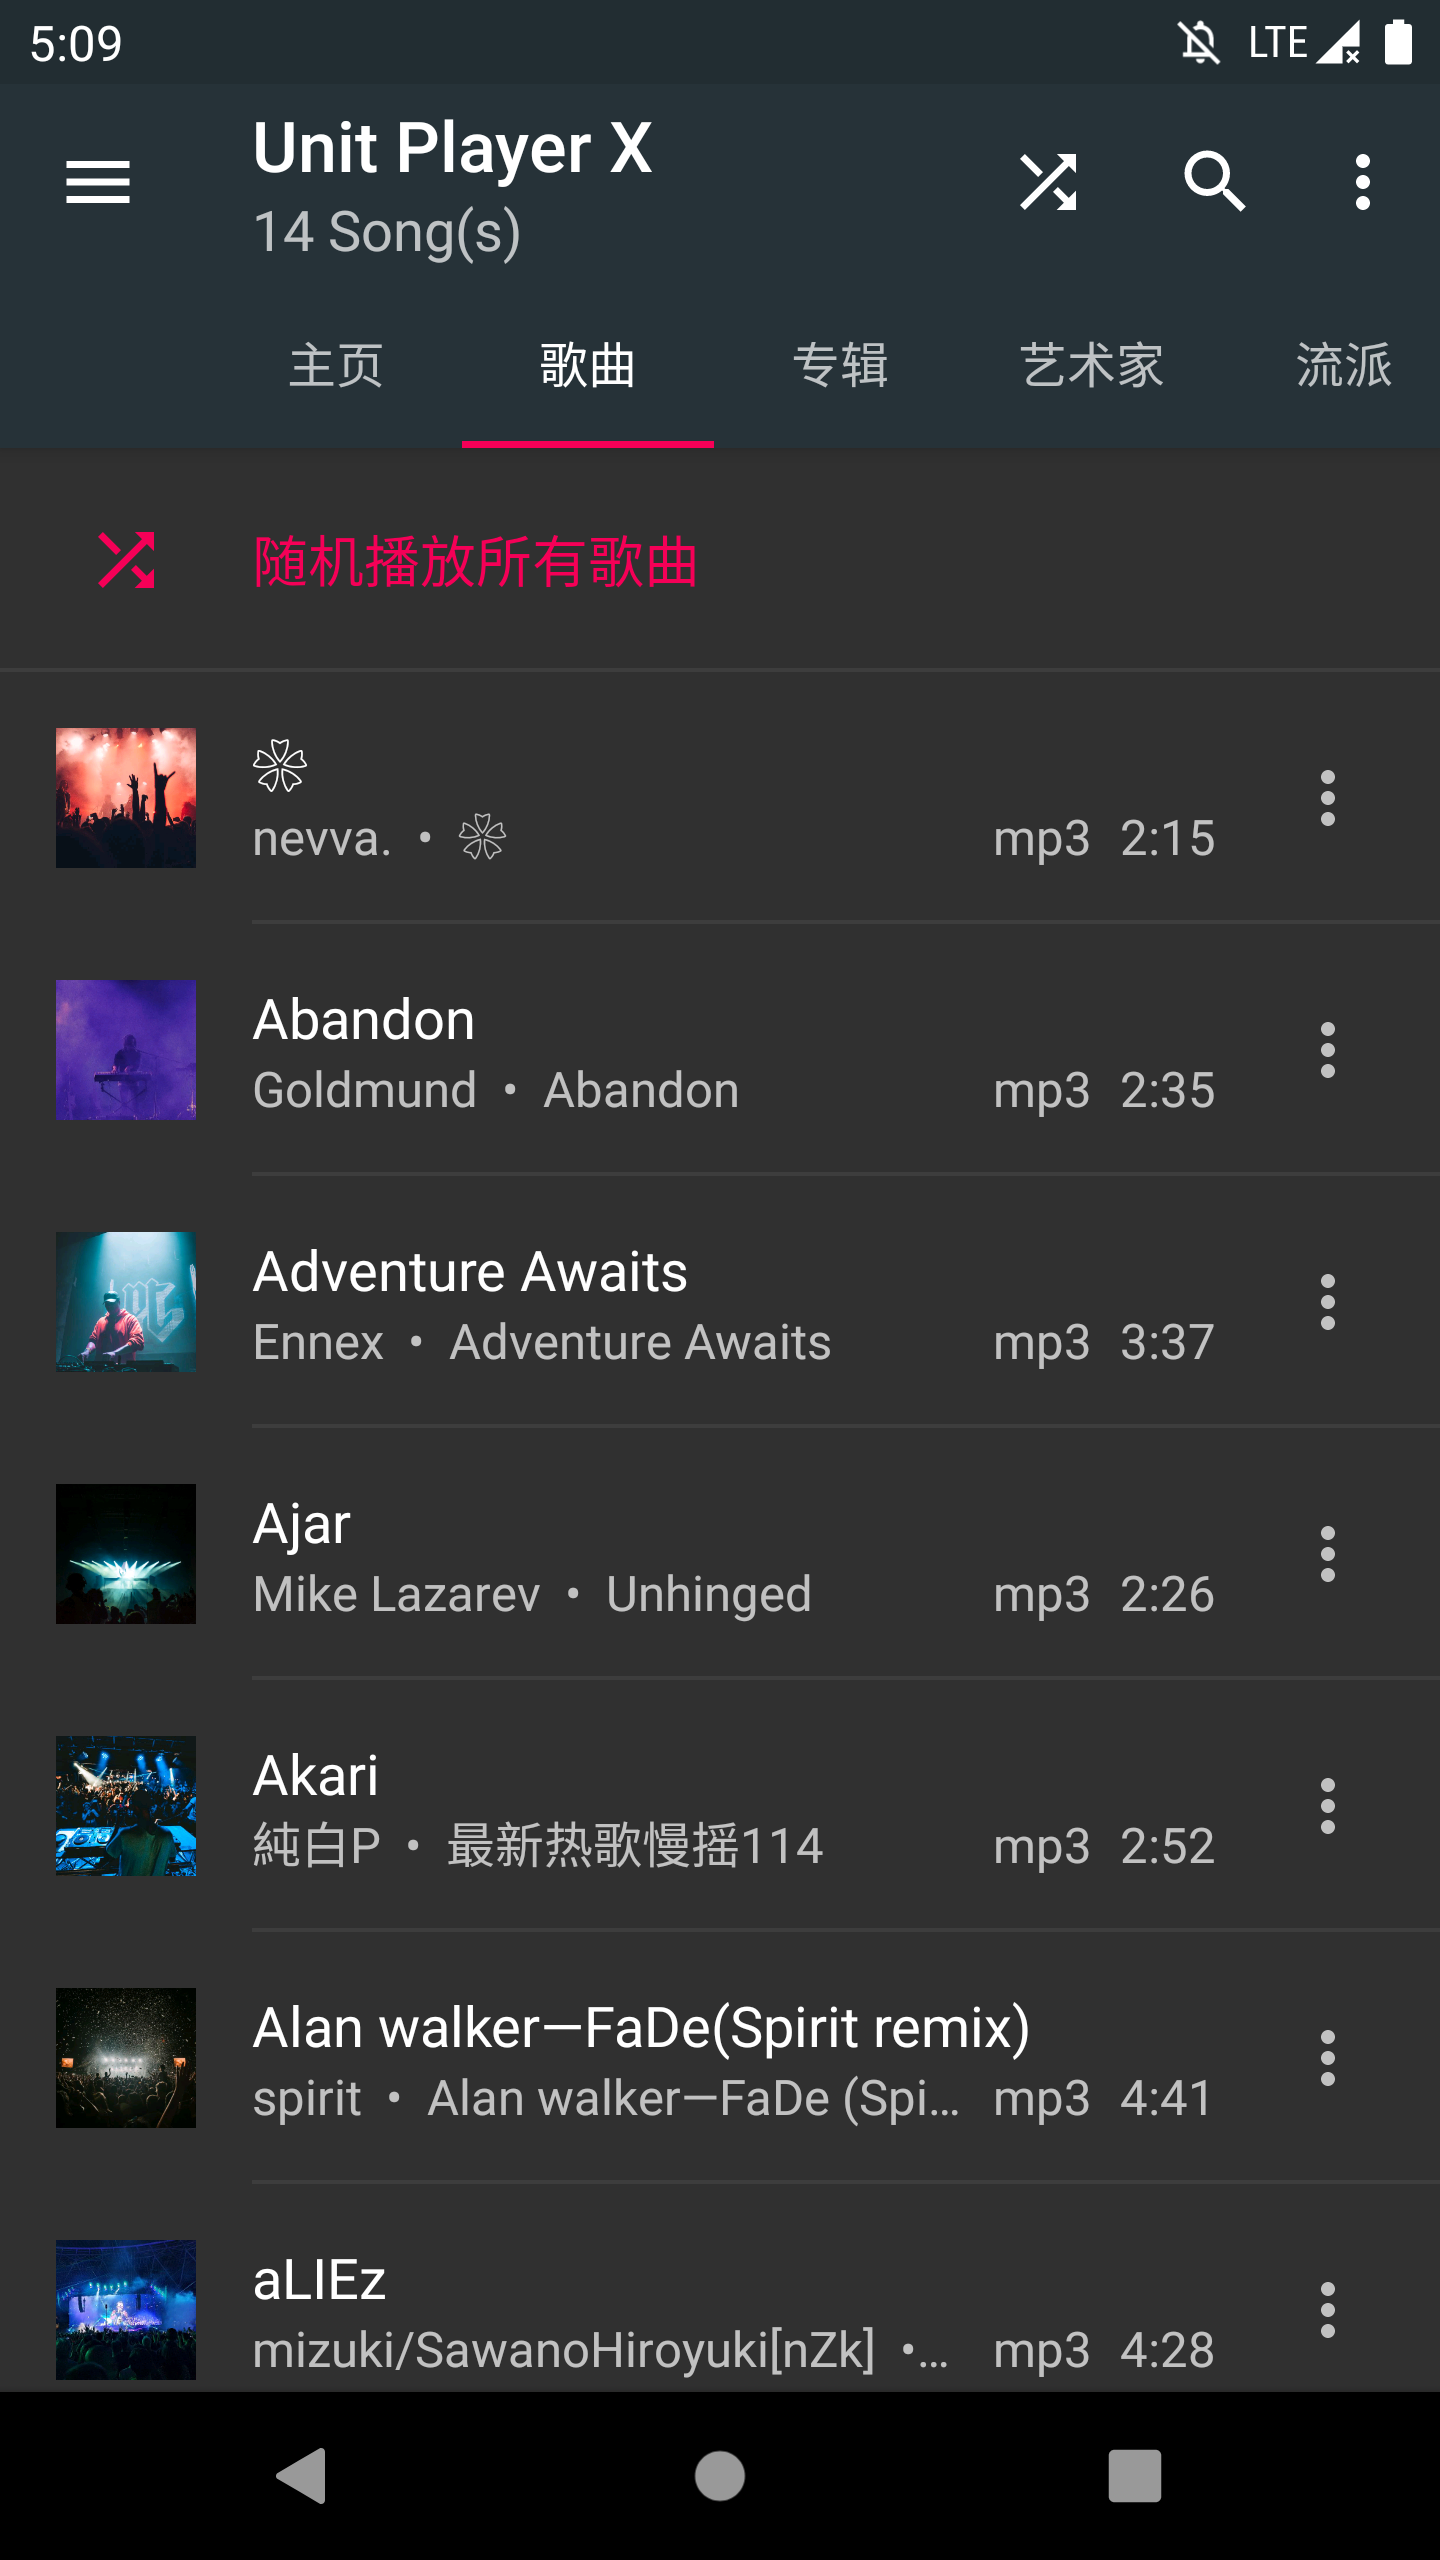 5:09
LTE
Unit Player X
14 Song(s)
主页
歌曲
专辑
艺术家
流派
随机播放所有歌曲
nevva. •
mp3 2:15
Abandon
Goldmund • Abandon
mp3 2:35
Adventure Awaits
Ennex • Adventure Awaits
mp3 3:37
Ajar
Mike Lazarev • Unhinged
mp3 2:26
Akari
純白P • 最新热歌慢摇114
mp3 2:52
Alan walker—FaDe(Spirit remix)
spirit • Alan walker—FaDe (Spi…
mp3 4:41
aLIEz
mizuki/SawanoHiroyuki[nZk] •…
mp3 4:28